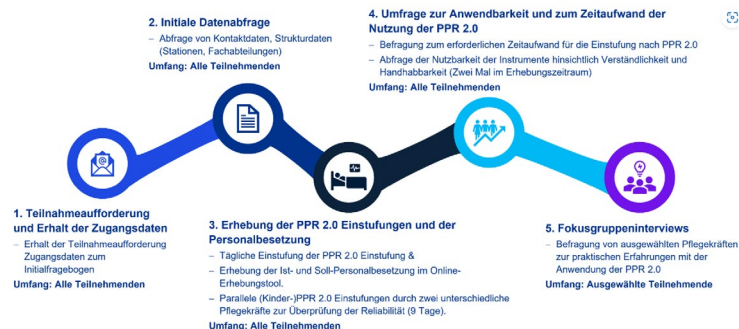 1. Teilnahmeaufforderung
und Erhalt der Zugangsdaten
– Erhalt der Teilnahmeaufforderung
Zugangsdaten zum
Initialfragebogen
Umfang: Alle Teilnehmenden
2. Initiale Datenabfrage
– Abfrage von Kontaktdaten, Strukturdaten
(Stationen, Fachabteilungen)
Umfang: Alle Teilnehmenden
3. Erhebung der PPR 2.0 Einstufungen und der
Personalbesetzung
– Tägliche Einstufung der PPR 2.0 Einstufung &
– Erhebung der Ist- und Soll-Personalbesetzung im Online-
Erhebungstool.
– Parallele (Kinder-)PPR 2.0 Einstufungen durch zwei unterschiedliche
Pflegekräfte zur Überprüfung der Reliabilität (9 Tage).
Umfang: Alle Teilnehmenden
4. Umfrage zur Anwendbarkeit und zum Zeitaufwand der
Nutzung der PPR 2.0
– Befragung zum erforderlichen Zeitaufwand für die Einstufung nach PPR 2.0
– Abfrage der Nutzbarkeit der Instrumente hinsichtlich Verständlichkeit und
Handhabbarkeit (Zwei Mal im Erhebungszeitraum)
Umfang: Alle Teilnehmenden
5. Fokusgruppeninterviews
– Befragung von ausgewählten Pflegekräften
zur praktischen Erfahrungen mit der
Anwendung der PPR 2.0
Umfang: Ausgewählte Teilnehmende